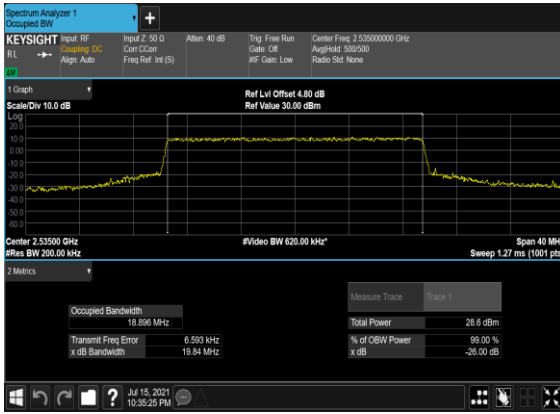 Spectrum Analyzer 1
Occupied BW
KEYSIGHT
RL
LW
Input: RF
Coupling: DC
Align: Auto
Input Z: 50 Ω
Corr CCorr
Freq Ref: Int (S)
Atten: 40 dB
Trig: Free Run
Gate: Off
#IF Gain: Low
Center Freq: 2.535000000 GHz
Avg|Hold: 500/500
Radio Std: None
1 Graph
Scale/Div 10.0 dB
Ref Lvl Offset 4.80 dB
Ref Value 30.00 dBm
Log
20.0
10.0
0.00
-10.0
-20.0
-30.0
-40.0
-50.0
-60.0
Center 2.53500 GHz
#Res BW 200.00 kHz
#Video BW 620.00 kHz*
Span 40 MH
Sweep 1.27 ms (1001 pts
2 Metrics
Measure Trace
Trace 1
Occupied Bandwidth
18.896 MHz
Total Power
28.6 dBm
Transmit Freq Error
6.593 kHz
% of OBW Power
99.00 %
x dB Bandwidth
19.84 MHz
x dB
-26.00 dB
Jul 15, 2021
10:35:25 PM